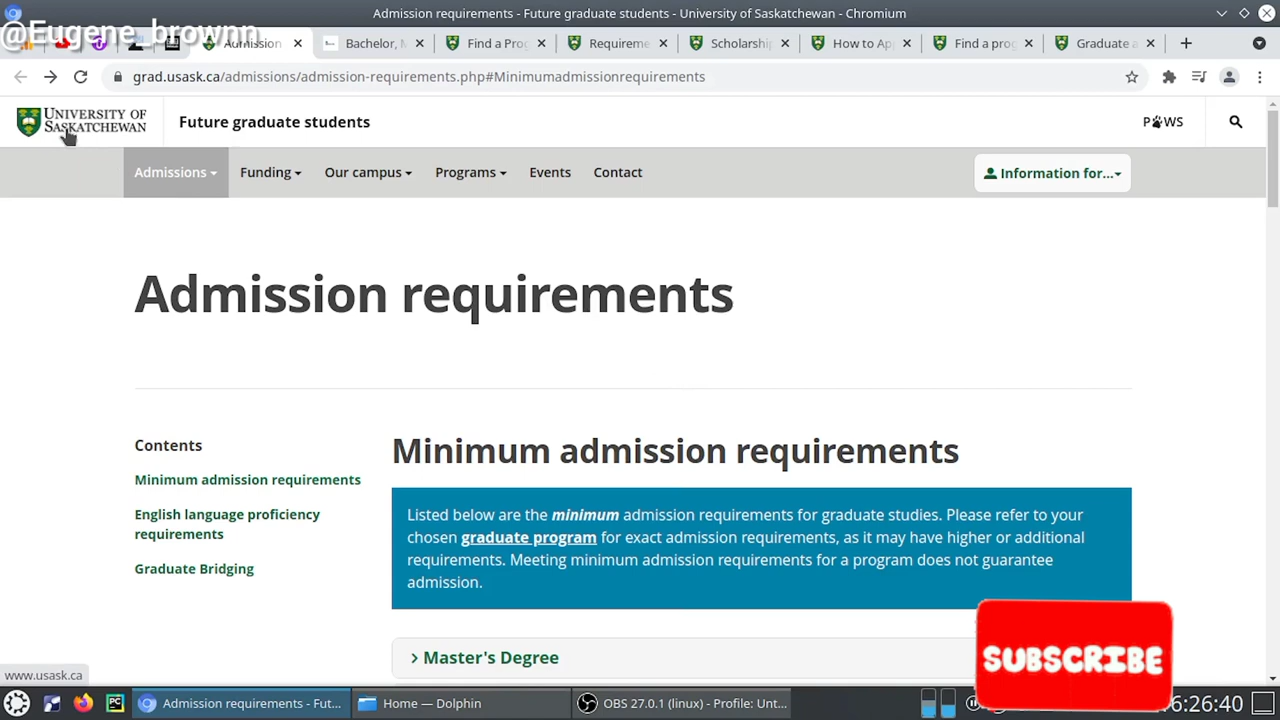 Admission requirements - Future graduate students - University of Saskatchewan - Chromium
@Eugene_brownn
Admission
Bachelor, M
Find a Prog
Requireme
Scholarshi
How to Ap
Find a prog
Graduate a
grad.usask.ca/admissions/admission-requirements.php#Minimumadmissionrequirements
UNIVERSITY OF
SASKATCHEWAN
Future graduate students
PAWS
Admissions
Funding
Our campus
Programs
Events
Contact
Information for...
Admission requirements
Contents
Minimum admission requirements
English language proficiency
requirements
Graduate Bridging
Minimum admission requirements
Listed below are the minimum admission requirements for graduate studies. Please refer to your
chosen graduate program for exact admission requirements, as it may have higher or additional
requirements. Meeting minimum admission requirements for a program does not guarantee
admission.
Master's Degree
SUBSCRIBE
www.usask.ca
PC
Admission requirements - Fut...
Home — Dolphin
OBS 27.0.1 (linux) - Profile: Unt...
6:26:40